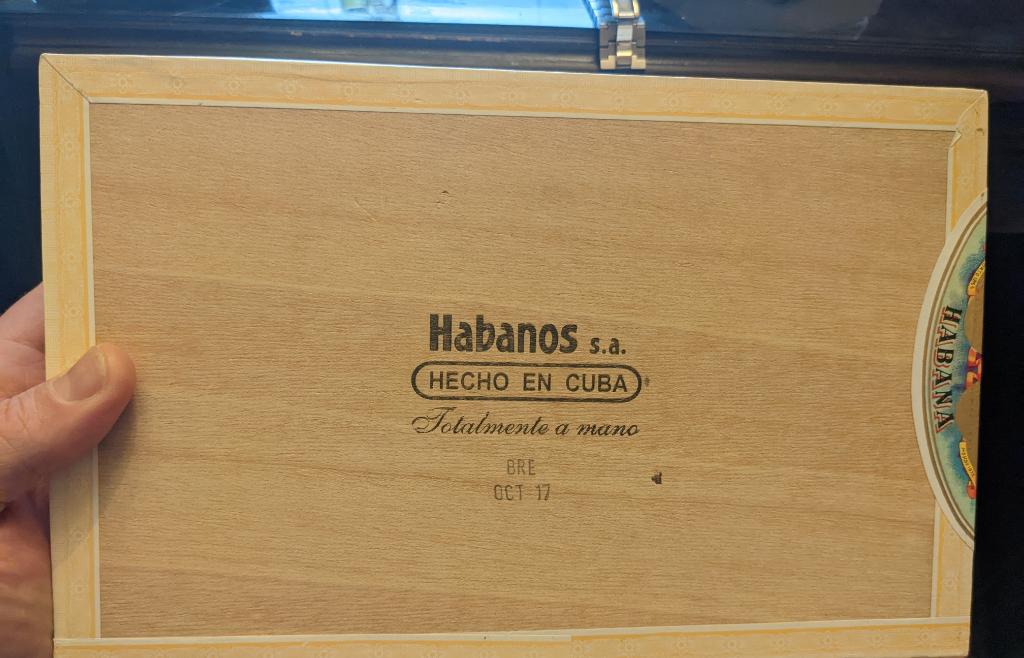 Habanos s.a.
HECHO EN CUBA
Totalmente a mano
BRE
OCT 17
HABANA